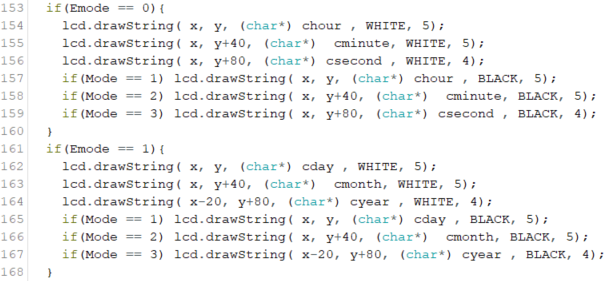 153 if(Emode == 0){
154 lcd.drawString( x, y, (char*) chour , WHITE, 5);
155 lcd.drawString( x, y+40, (char*)  cminute, WHITE, 5);
156 lcd.drawString( x, y+80, (char*) csecond , WHITE, 4);
157 if(Mode == 1) lcd.drawString( x, y, (char*) chour , BLACK, 5);
158 if(Mode == 2) lcd.drawString( x, y+40, (char*)  cminute, BLACK, 5);
159 if(Mode == 3) lcd.drawString( x, y+80, (char*) csecond , BLACK, 4);
160 }
161 if(Emode == 1){
162 lcd.drawString( x, y, (char*) cday , WHITE, 5);
163 lcd.drawString( x, y+40, (char*)  cmonth, WHITE, 5);
164 lcd.drawString( x-20, y+80, (char*) cyear , WHITE, 4);
165 if(Mode == 1) lcd.drawString( x, y, (char*) cday , BLACK, 5);
166 if(Mode == 2) lcd.drawString( x, y+40, (char*)  cmonth, BLACK, 5);
167 if(Mode == 3) lcd.drawString( x-20, y+80, (char*) cyear , BLACK, 4);
168 }